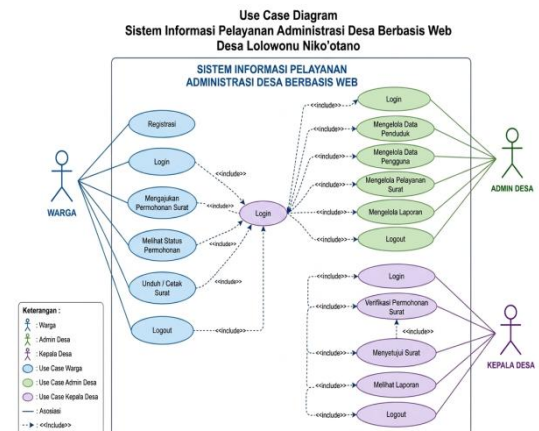 Use Case Diagram
Sistem Informasi Pelayanan Administrasi Desa Berbasis Web
Desa Lolowonu Niko'otano
SISTEM INFORMASI PELAYANAN
ADMINISTRASI DESA BERBASIS WEB
WARGA
Registrasi
Login
Mengajukan
Permohonan Surat
Melihat Status
Permohonan
Unduh / Cetak
Surat
Logout
<<include>>
<<include>>
<<include>>
<<include>>
<<include>>
Login
<<include>>
<<include>>
<<include>>
<<include>>
<<include>>
<<include>>
Login
Mengelola Data
Penduduk
Mengelola Data
Pengguna
Mengelola Pelayanan
Surat
Mengelola Laporan
Logout
ADMIN DESA
<<include>>
<<include>>
<<include>>
<<include>>
<<include>>
Login
Verifikasi Permohonan
Surat
<<include>>
Menyetujui Surat
Melihat Laporan
Logout
KEPALA DESA
Keterangan :
: Warga
: Admin Desa
: Kepala Desa
: Use Case Warga
: Use Case Admin Desa
: Use Case Kepala Desa
: Asosiasi
: <<Include>>